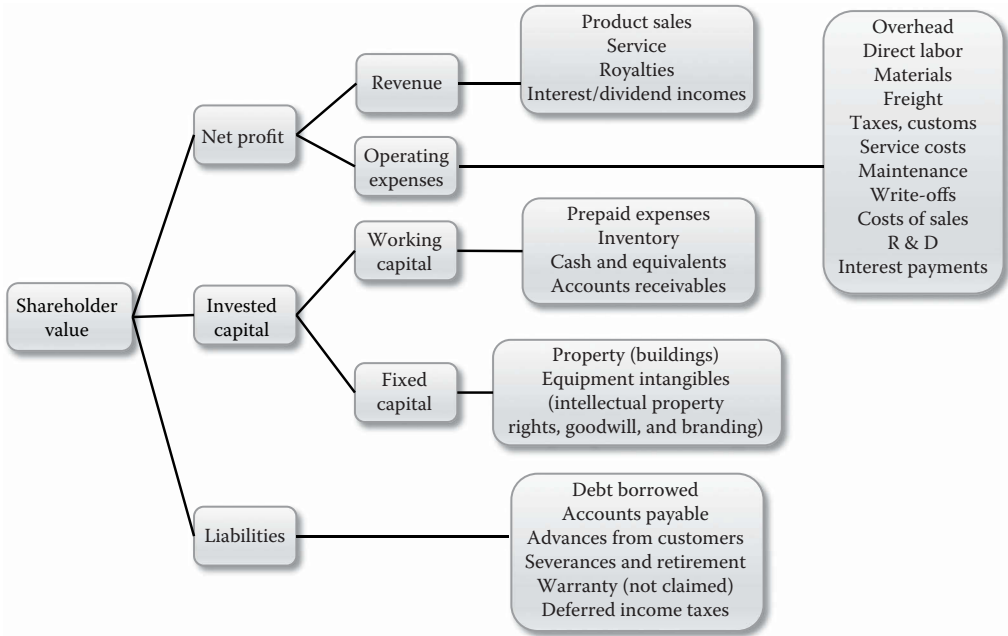 Shareholder
value
Net profit
Revenue
Product sales
Service
Royalties
Interest/dividend incomes
Operating
expenses
Overhead
Direct labor
Materials
Freight
Taxes, customs
Service costs
Maintenance
Write-offs
Costs of sales
R & D
Interest payments
Invested
capital
Working
capital
Prepaid expenses
Inventory
Cash and equivalents
Accounts receivables
Fixed
capital
Property (buildings)
Equipment intangibles
(intellectual property
rights, goodwill, and branding)
Liabilities
Debt borrowed
Accounts payable
Advances from customers
Severances and retirement
Warranty (not claimed)
Deferred income taxes